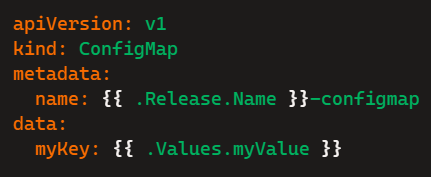 apiVersion: v1
kind: ConfigMap
metadata:
  name: {{ .Release.Name }}-configmap
data:
  myKey: {{ .Values.myValue }}